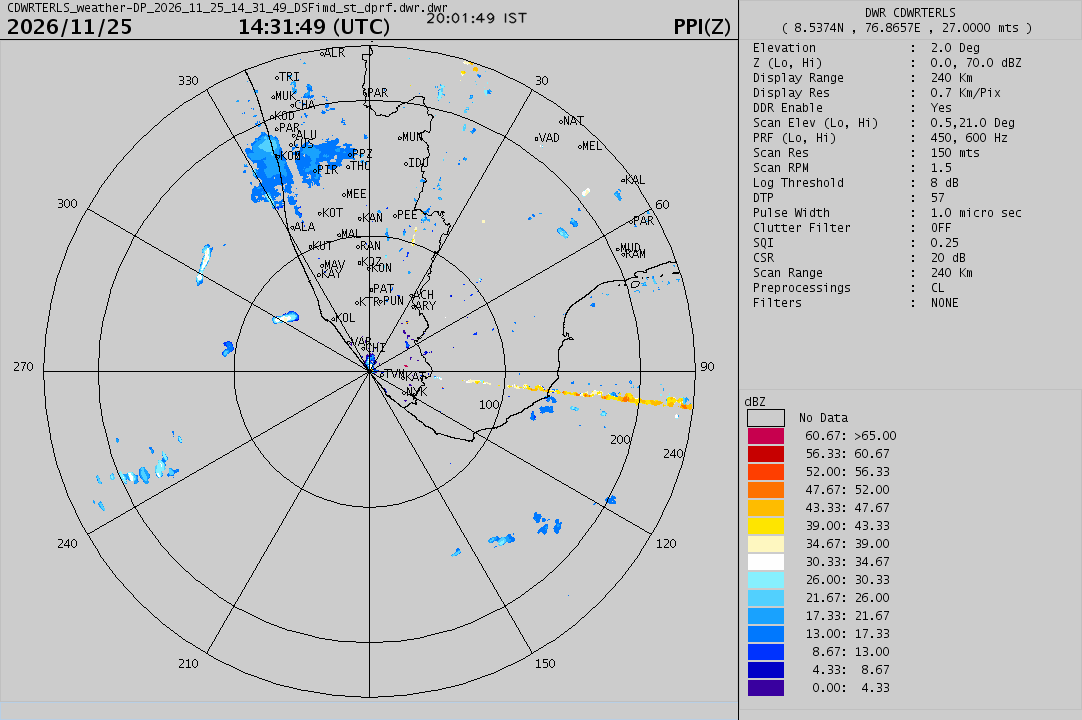 CDWRTERLS_weather-DP_2026_11_25_14_31_49_DSFimd_st_dprf.dwr.dwr
2026/11/25 14:31:49 (UTC) 20:01:49 IST PPI(Z)
DWR CDWRTERLS
( 8.5374N , 76.8657E , 27.0000 mts )
Elevation : 2.0 Deg
Z (Lo, Hi) : 0.0, 70.0 dBZ
Display Range : 240 Km
Display Res : 0.7 Km/Pix
DDR Enable : Yes
Scan Elev (Lo, Hi) : 0.5,21.0 Deg
PRF (Lo, Hi) : 450, 600 Hz
Scan Res : 150 mts
Scan RPM : 1.5
Log Threshold : 8 dB
DTP : 57
Pulse Width : 1.0 micro sec
Clutter Filter : OFF
SQI : 0.25
CSR : 20 dB
Scan Range : 240 Km
Preprocessings : CL
Filters : NONE
ALR
TRI
330
30
MUK
PAR
CHA
KOD
NAT
PAR
ALU
MUN
VAD
CUS
MEL
KON
PPZ
IDU
THO
PIR
KAL
MEE
300
60
KOT
KAN
PEE
PAR
ALA
MAL
KUT
RAN
MUD
RAM
MAV
KOZ
KON
KAY
PAT
ACH
KTR
PUN
ARY
KOL
VAR
CHI
270
90
TVM
KAT
NYK
100
200
240
240
120
210
150
dBZ
No Data
60.67: >65.00
56.33: 60.67
52.00: 56.33
47.67: 52.00
43.33: 47.67
39.00: 43.33
34.67: 39.00
30.33: 34.67
26.00: 30.33
21.67: 26.00
17.33: 21.67
13.00: 17.33
8.67: 13.00
4.33: 8.67
0.00: 4.33